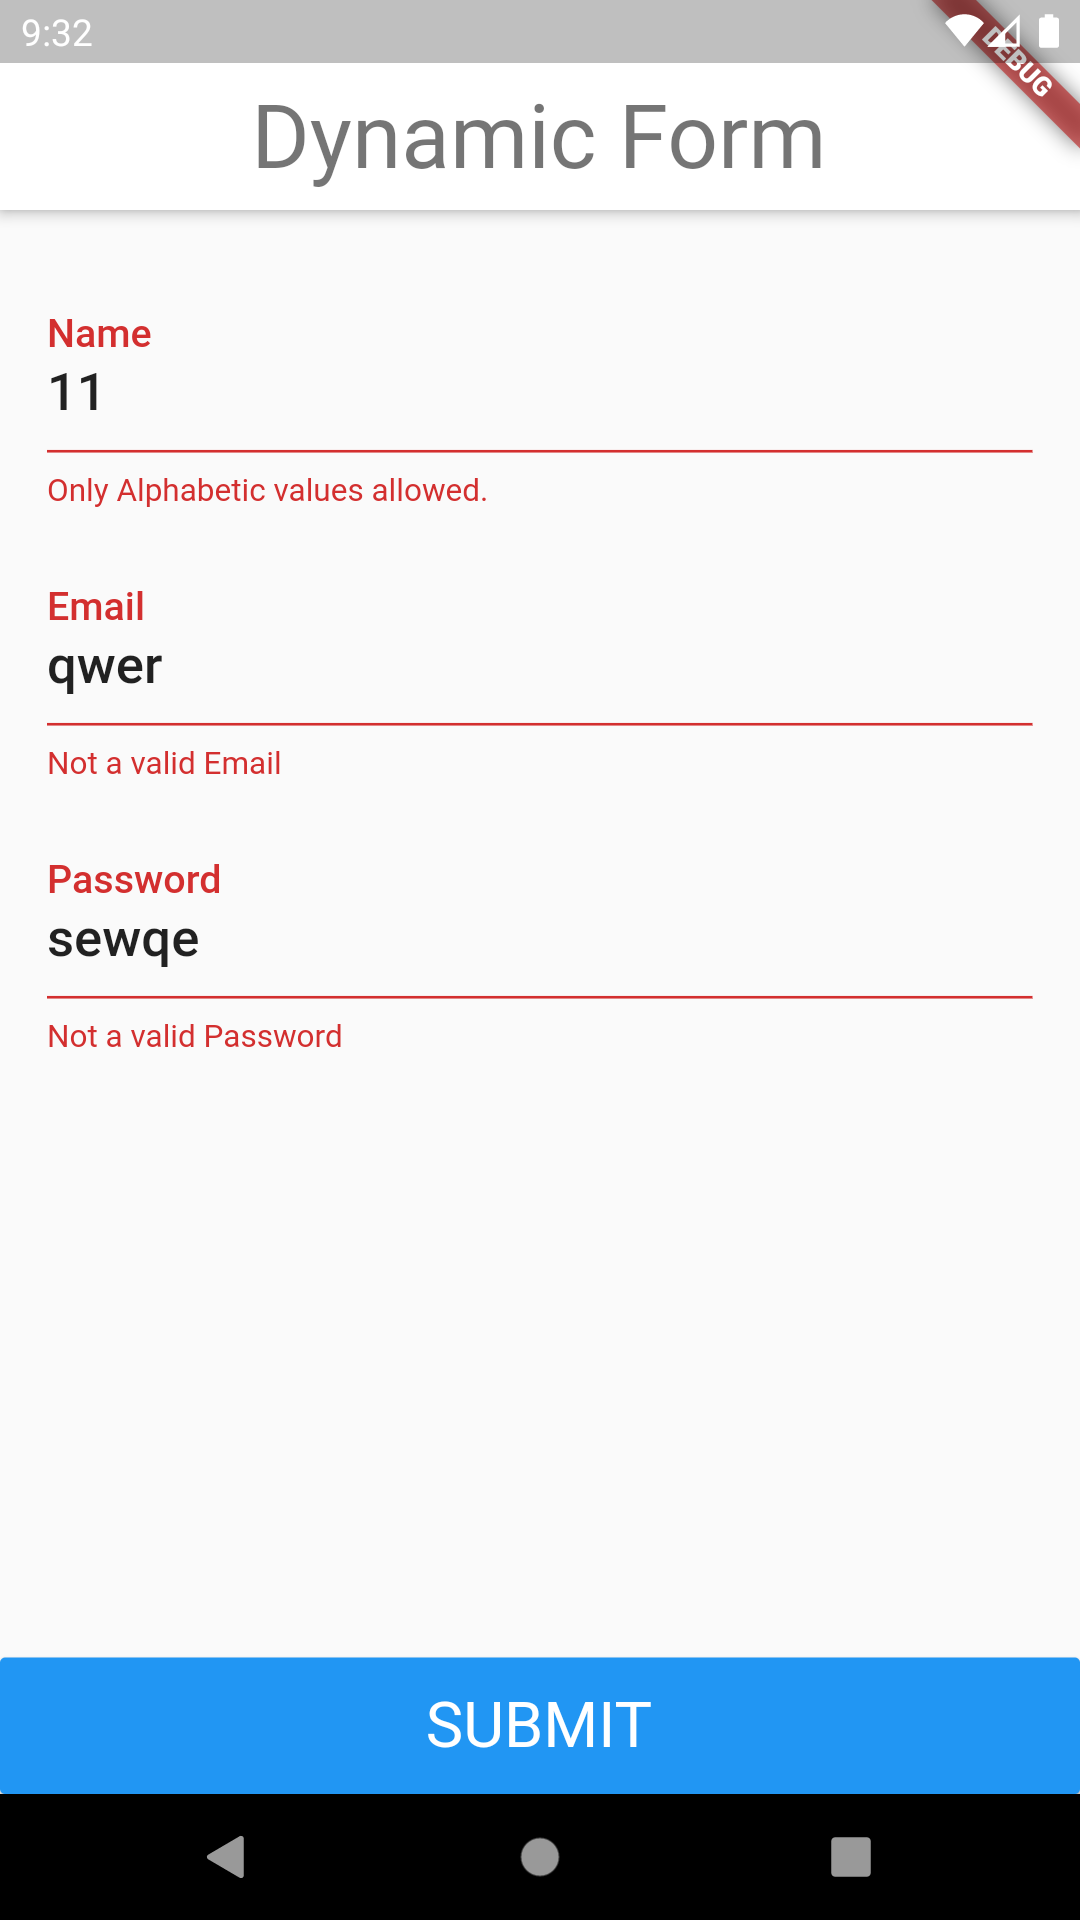 9:32
DEBUG
Dynamic Form
Name
11
Only Alphabetic values allowed.
Email
qwer
Not a valid Email
Password
sewqe
Not a valid Password
SUBMIT